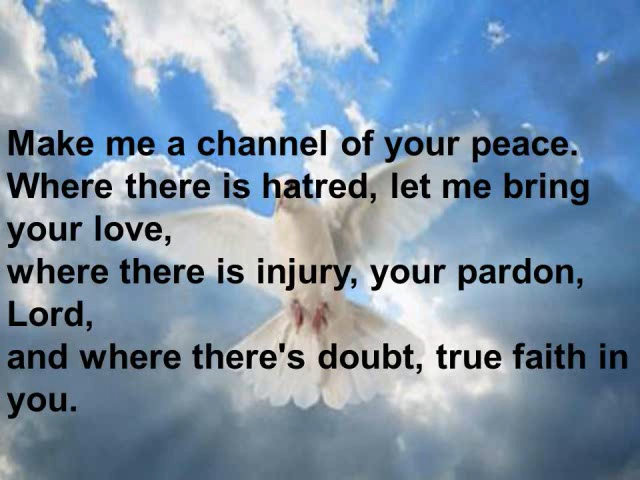 Make me a channel of your peace.
Where there is hatred, let me bring
your love,
where there is injury, your pardon,
Lord,
and where there's doubt, true faith in
you.